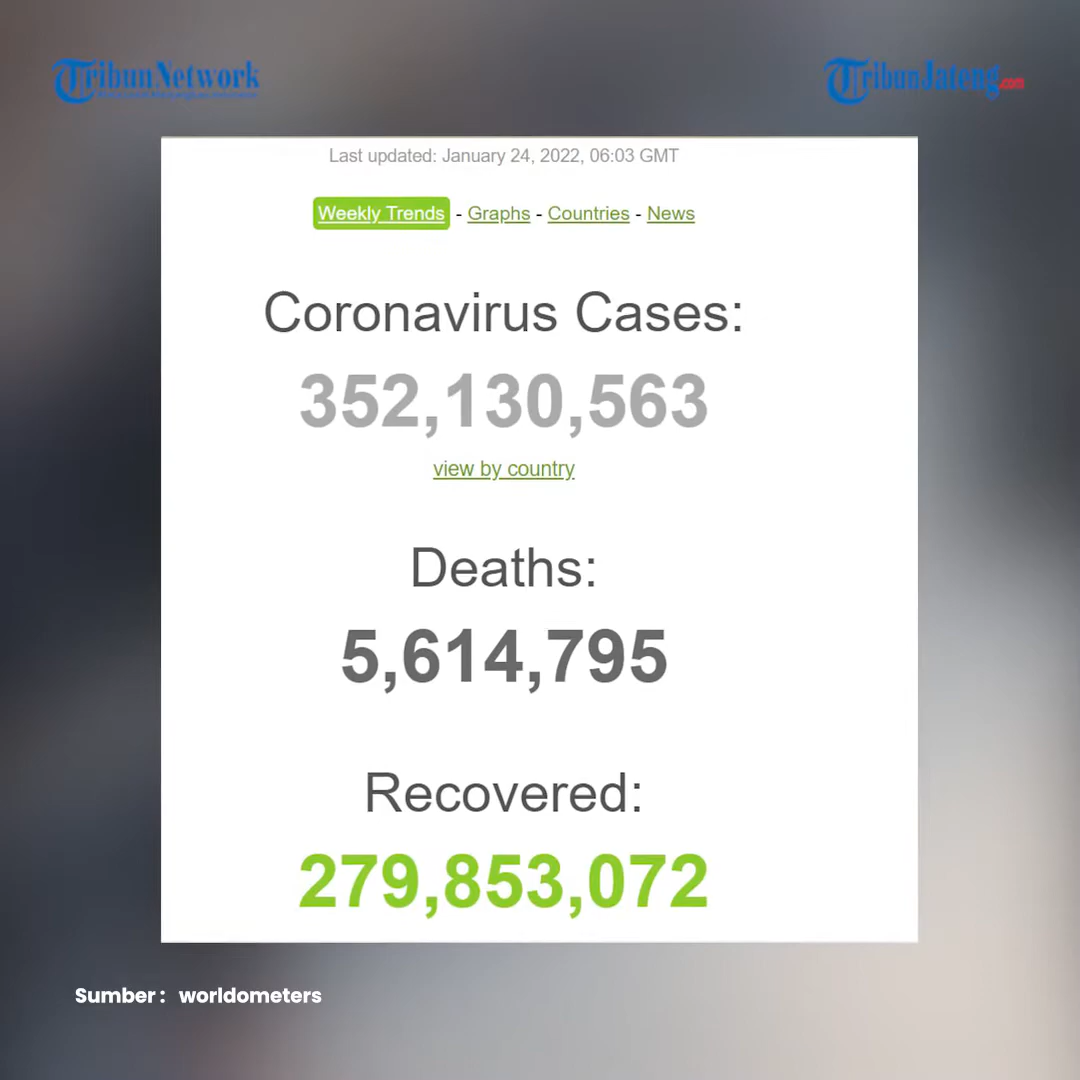 TribunNetwork
TribunJateng.com
Last updated: January 24, 2022, 06:03 GMT
Weekly Trends - Graphs - Countries - News
Coronavirus Cases:
352,130,563
view by country
Deaths:
5,614,795
Recovered:
279,853,072
Sumber : worldometers